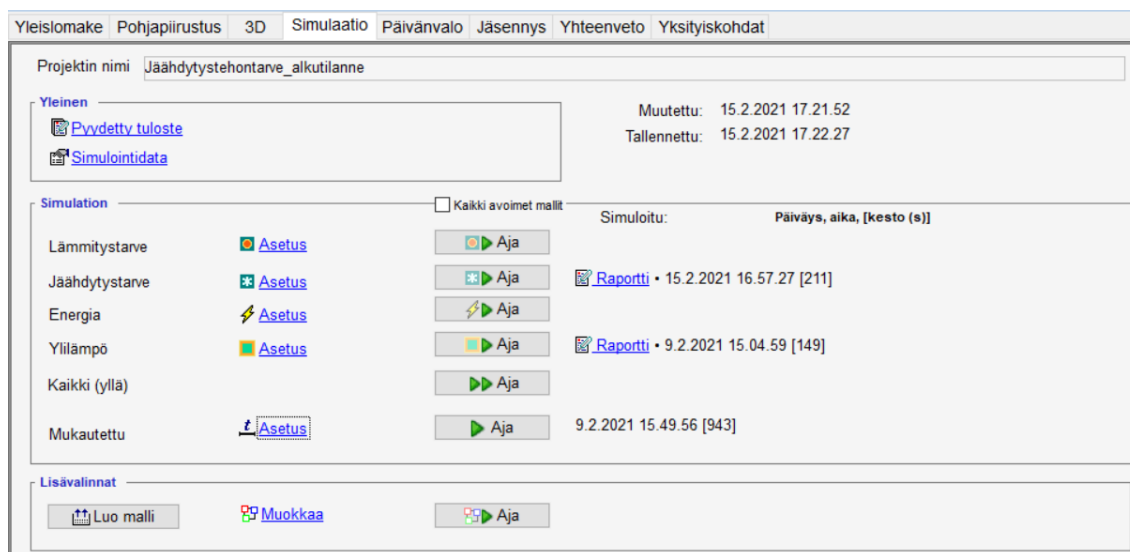 Yleislomake Pohjapiirustus 3D Simulaatio Päivänvalo Jäsennys Yhteenveto Yksityiskohdat
Projektin nimi Jäähdytystehontarve_alkutilanne
Yleinen
Pyydetty tuloste
Simulointidata
Muutettu: 15.2.2021 17.21.52
Tallennettu: 15.2.2021 17.22.27
Simulation Kaikki avoimet mallit
Simuloitu: Päiväys, aika, [kesto (s)]
Lämmitystarve Asetus Aja
Jäähdytystarve Asetus Aja Raportti • 15.2.2021 16.57.27 [211]
Energia Asetus Aja
Ylilämpö Asetus Aja Raportti • 9.2.2021 15.04.59 [149]
Kaikki (yllä) Aja
Mukautettu t Asetus Aja 9.2.2021 15.49.56 [943]
Lisävalinnat
Luo malli Muokkaa Aja